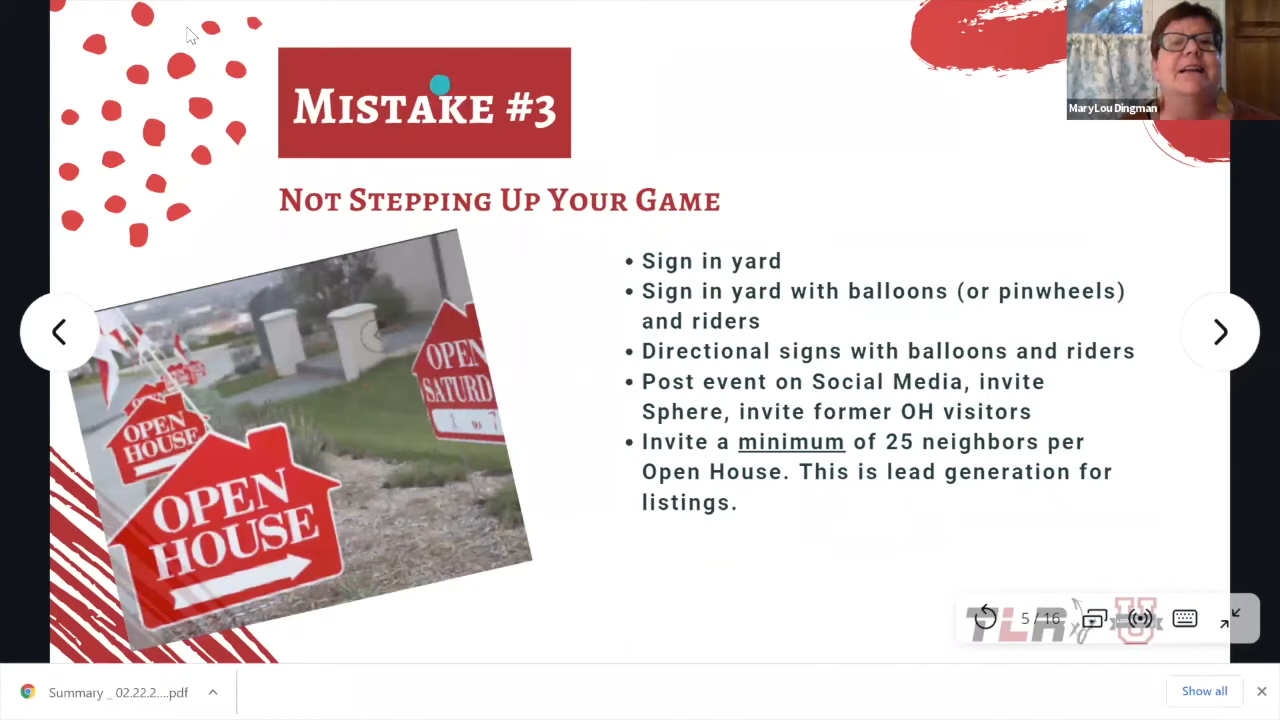 MISTAKE #3
MaryLou Dingman
NOT STEPPING UP YOUR GAME
• Sign in yard
• Sign in yard with balloons (or pinwheels)
and riders
• Directional signs with balloons and riders
• Post event on Social Media, invite
Sphere, invite former OH visitors
• Invite a minimum of 25 neighbors per
Open House. This is lead generation for
listings.
OPEN
HOUSE
OPEN
HOUSE
OPEN
SATURD
TLR U
5 / 16
Summary _ 02.22.2....pdf
Show all